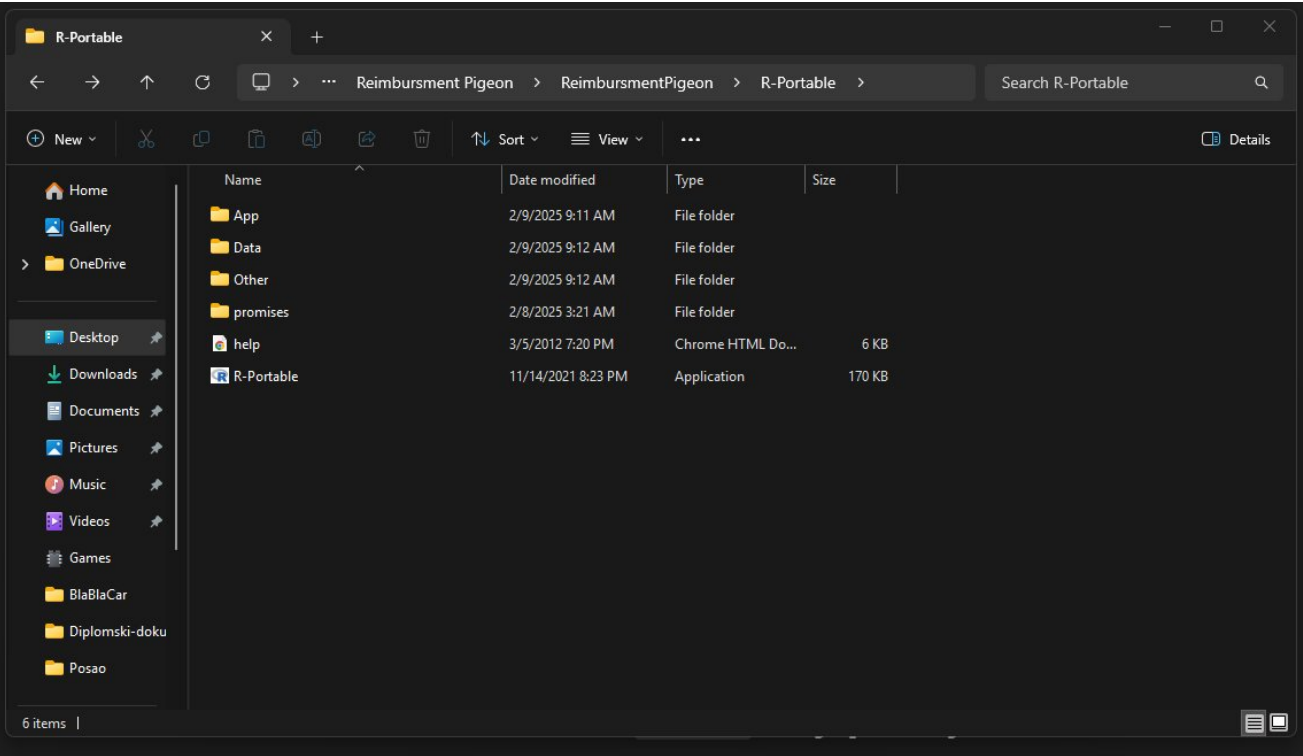 R-Portable
··· Reimbursment Pigeon > ReimbursmentPigeon > R-Portable >
Search R-Portable
New
Sort
View
Details
Home
Gallery
OneDrive
Desktop
Downloads
Documents
Pictures
Music
Videos
Games
BlaBlaCar
Diplomski-doku
Posao
Name Date modified Type Size
App 2/9/2025 9:11 AM File folder
Data 2/9/2025 9:12 AM File folder
Other 2/9/2025 9:12 AM File folder
promises 2/8/2025 3:21 AM File folder
help 3/5/2012 7:20 PM Chrome HTML Do... 6 KB
R-Portable 11/14/2021 8:23 PM Application 170 KB
6 items